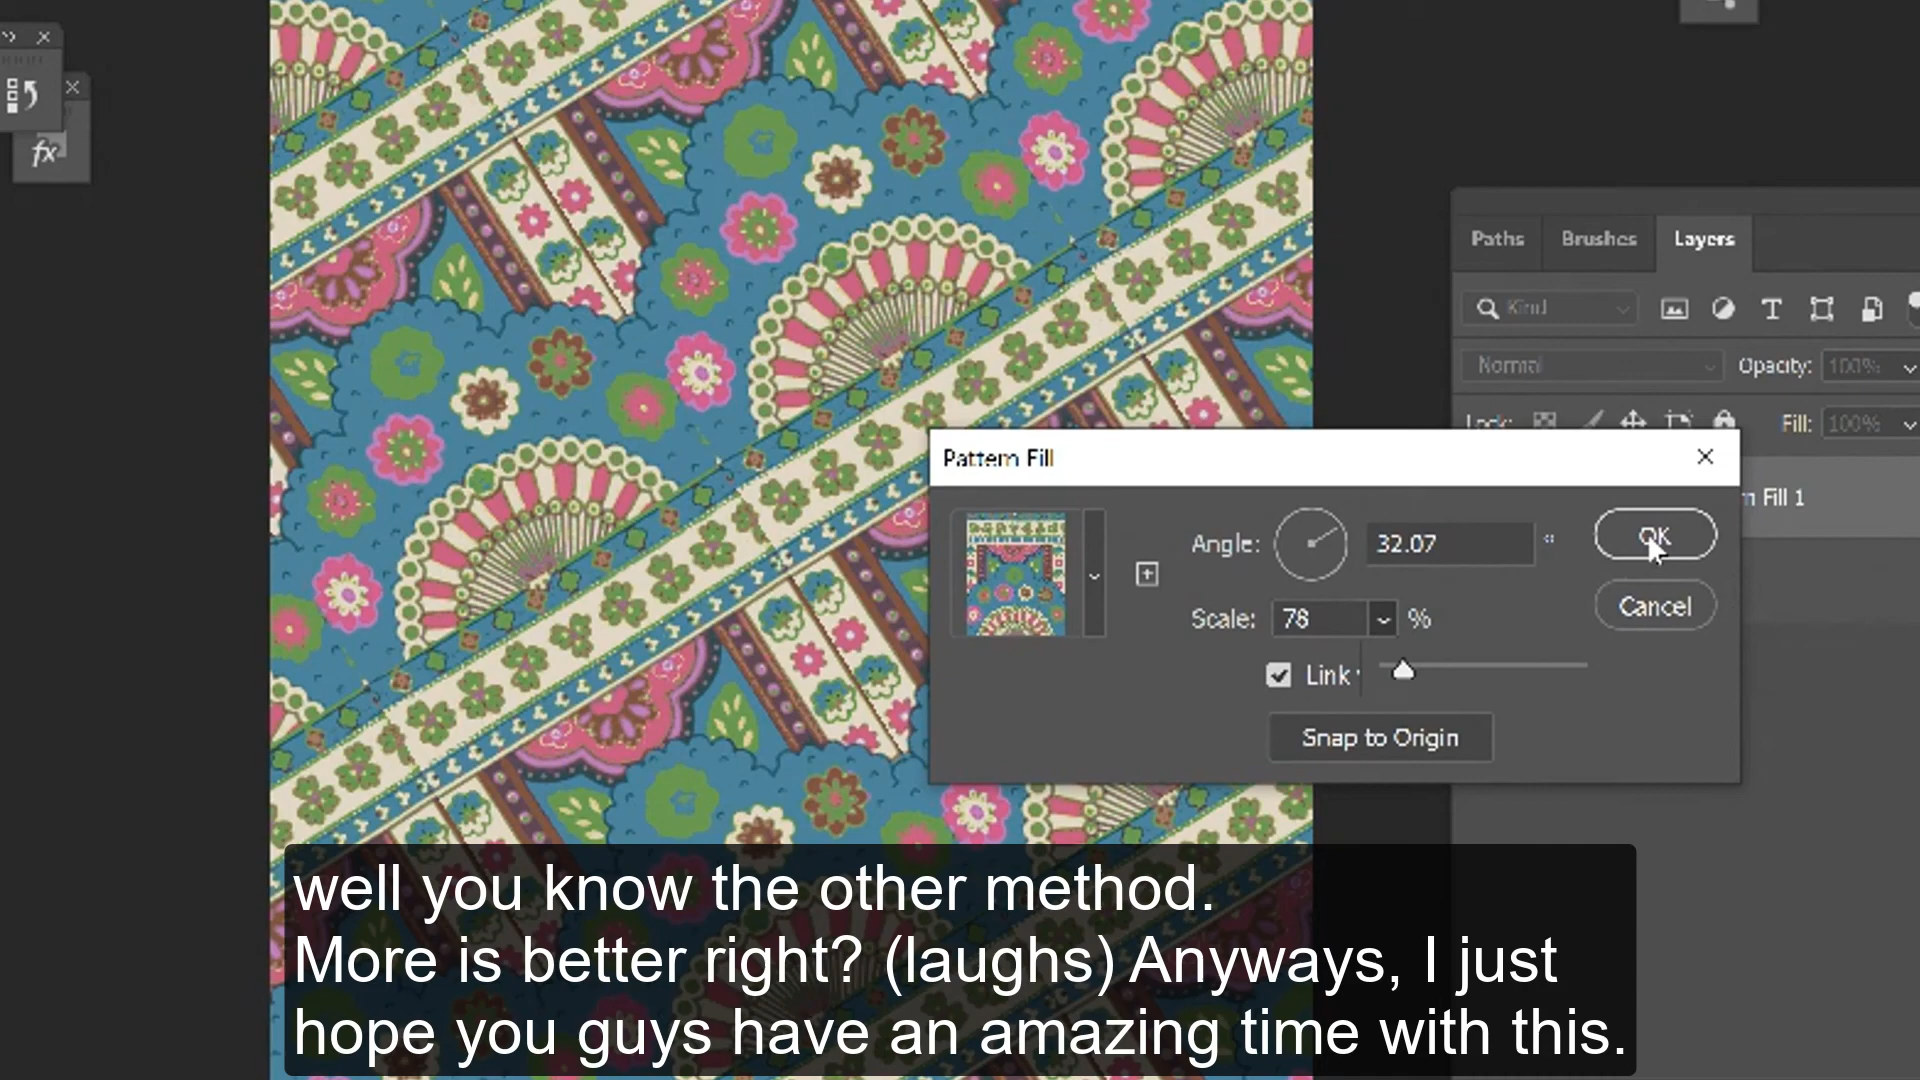 fx
Paths Brushes Layers
Kind
Normal Opacity: 100%
Lock: Fill: 100%
Pattern Fill
n Fill 1
Angle: 32.07 °
OK
Scale: 78 %
Cancel
Link
Snap to Origin
well you know the other method.
More is better right? (laughs) Anyways, I just
hope you guys have an amazing time with this.